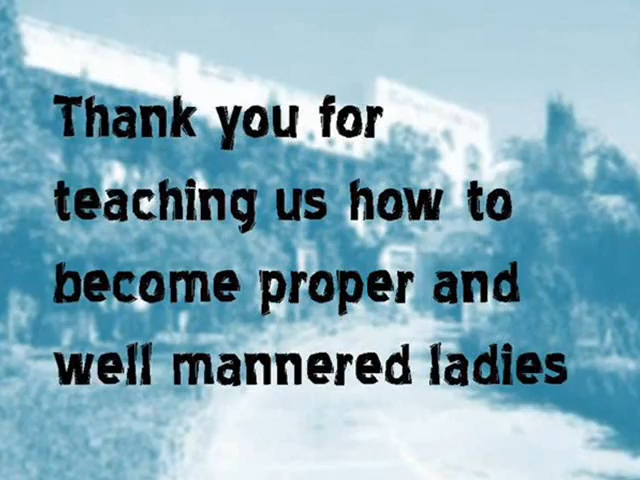 Thank you for
teaching us how to
become proper and
well mannered ladies